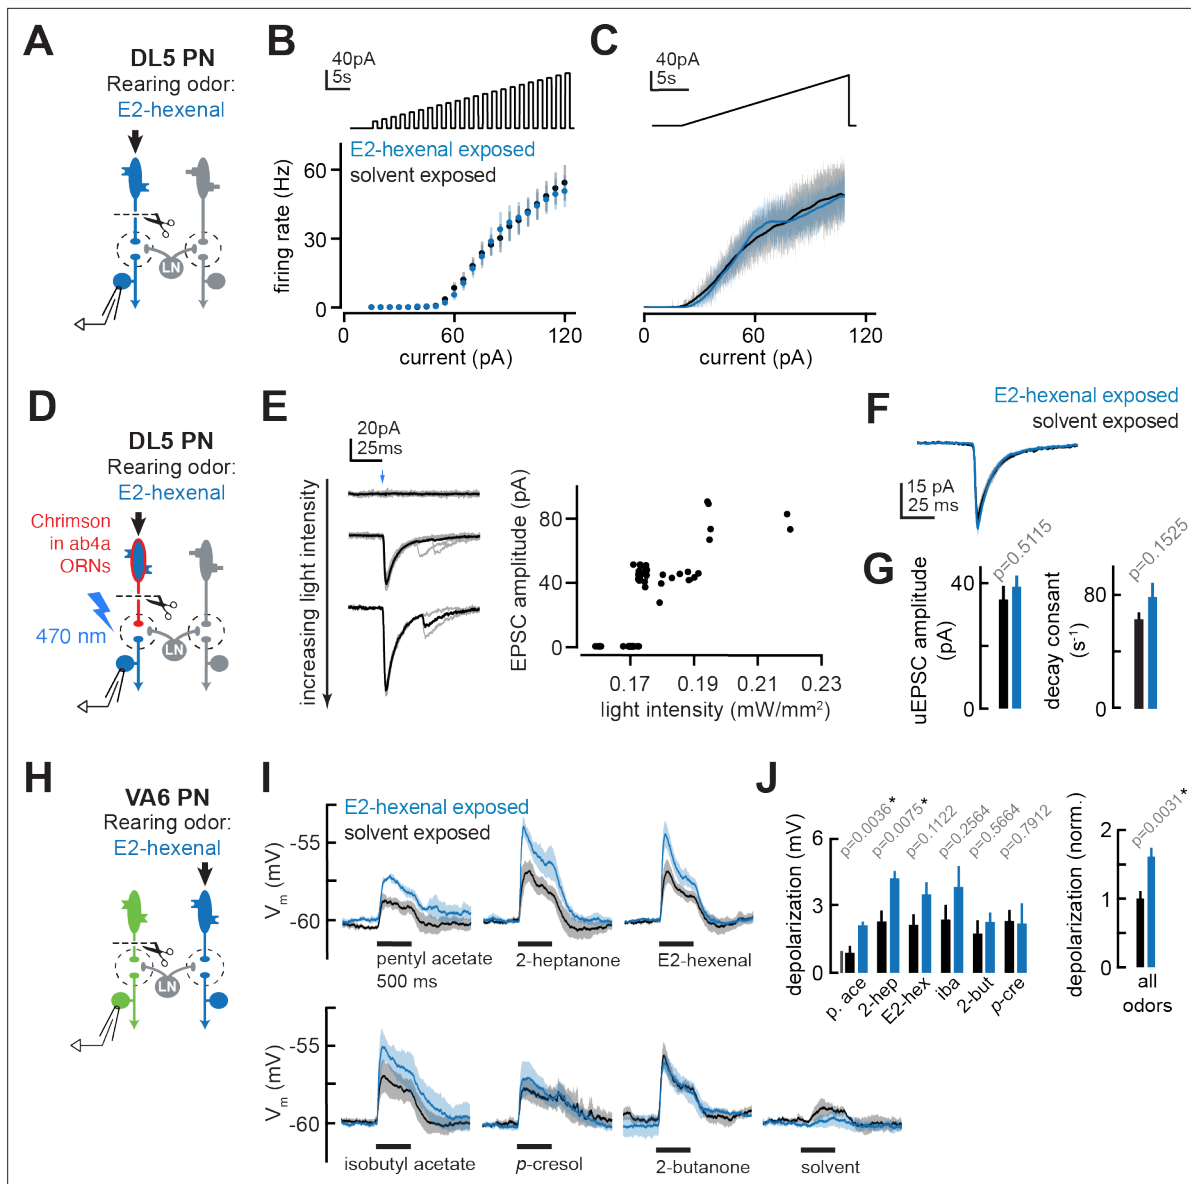 A
DL5 PN
Rearing odor:
E2-hexenal
LN
B
40pA
5s
E2-hexenal exposed
solvent exposed
firing rate (Hz)
60
30
0
0
60
120
current (pA)
C
40pA
5s
0
60
120
current (pA)
D
DL5 PN
Rearing odor:
E2-hexenal
Chrimson
in ab4a
ORNs
470 nm
LN
E
20pA
25ms
increasing light intensity
EPSC amplitude (pA)
80
40
0
0.17
0.19
0.21
0.23
light intensity (mW/mm²)
F
E2-hexenal exposed
solvent exposed
15 pA
25 ms
G
p=0.5115
uEPSC amplitude
(pA)
40
0
p=0.1525
decay consant
(s⁻¹)
80
0
H
VA6 PN
Rearing odor:
E2-hexenal
LN
I
E2-hexenal exposed
solvent exposed
Vm (mV)
-55
-60
pentyl acetate
500 ms
2-heptanone
E2-hexenal
Vm (mV)
-55
-60
isobutyl acetate
p-cresol
2-butanone
solvent
J
depolarization (mV)
6
3
0
p=0.0036*
p=0.0075*
p=0.1122
p=0.2564
p=0.5664
p=0.7912
p. ace
2-hep
E2-hex
iba
2-but
p-cre
depolarization (norm.)
2
1
0
p=0.0031*
all
odors